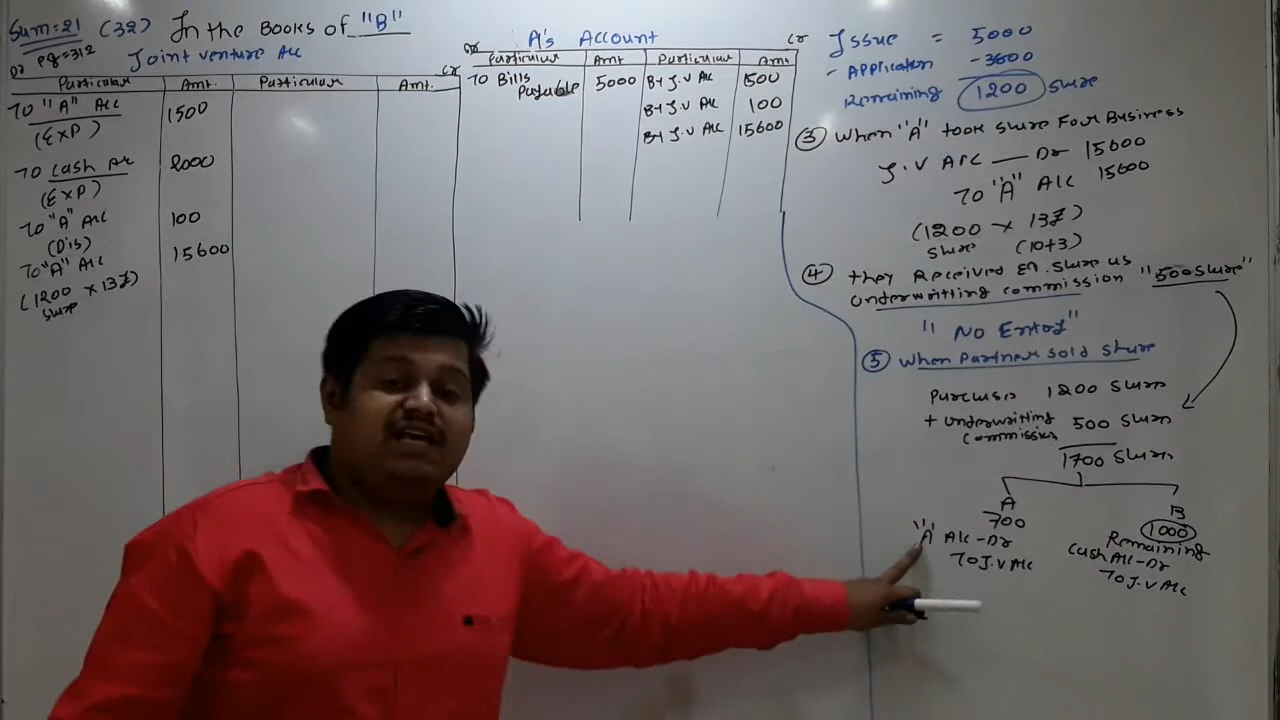 Sum=21 (32) In the Books of "B"
Pg=312
Joint venture A/c
Dr Cr
Particular Amt. Particular Amt.
To "A" A/c 1500
(Exp)
To cash A/c 2000
(Exp)
To "A" A/c 100
(Dis)
To "A" A/c 15600
(1200 x 13₹)
share
A's Account
Dr Cr
Particular Amt Particular Amt.
To Bills Payable 5000 By J.V A/c 1500
By J.V A/c 100
By J.V A/c 15600
Issue = 5000
- Application -3800
Remaining 1200 share
③ When "A" took share For Business
J.V A/c — Dr 15600
To "A" A/c 15600
(1200 x 13₹)
share (10+3)
④ they Received En. share as
underwritting commission "500 share"
"No Entry"
⑤ When Partner sold share
Purchase 1200 share
+ underwritting commission 500 share
1700 share
A B
700 1000
Remaining
"A" A/c - Dr
To J.V A/c
Cash A/c - Dr
To J.V A/c